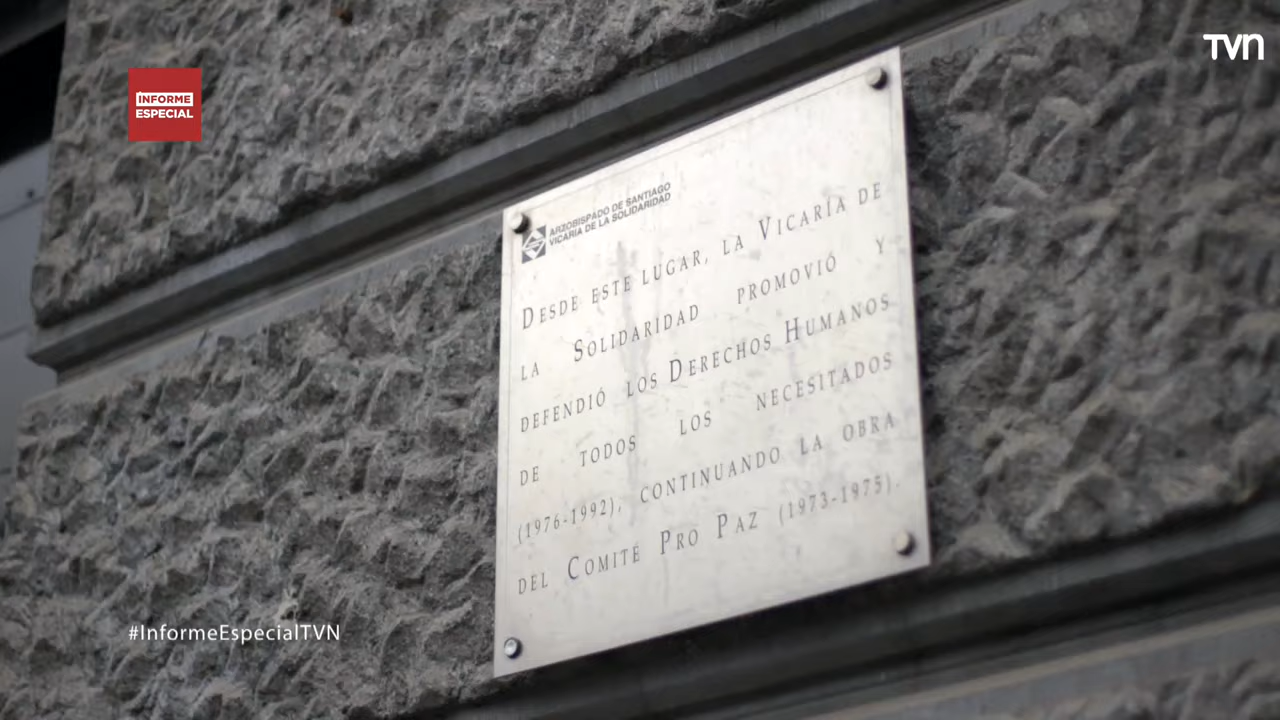 TVN
INFORME
ESPECIAL
ARZOBISPADO DE SANTIAGO
VICARIA DE LA SOLIDARIDAD
DESDE ESTE LUGAR, LA VICARÍA DE
LA SOLIDARIDAD PROMOVIÓ Y
DEFENDIÓ LOS DERECHOS HUMANOS
DE TODOS LOS NECESITADOS
(1976-1992), CONTINUANDO LA OBRA
DEL COMITÉ PRO PAZ (1973-1975).
#InformeEspecialTVN